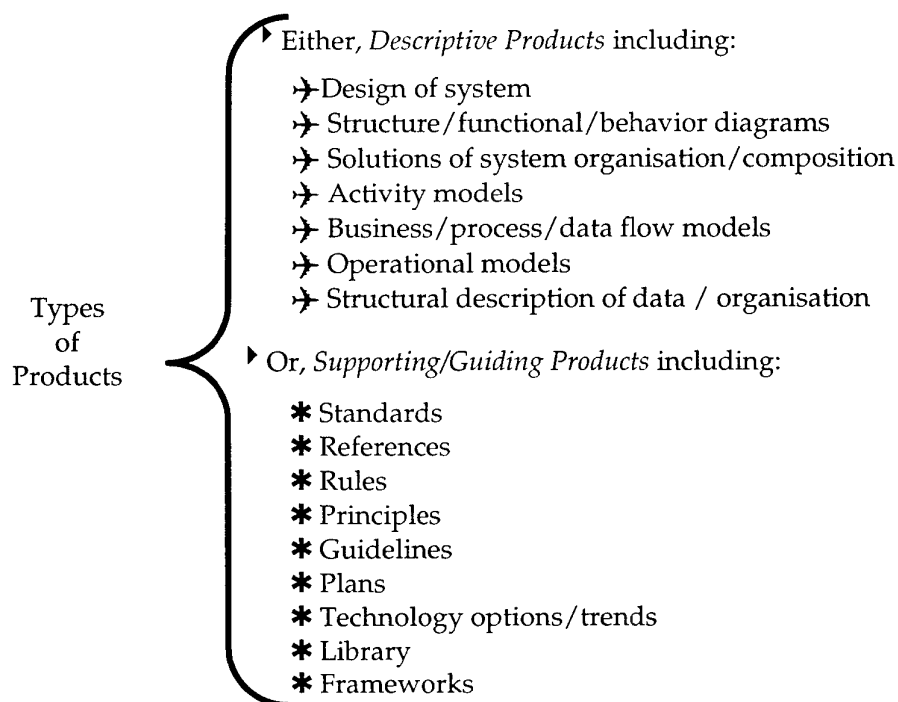 Either, Descriptive Products including:
Design of system
Structure/functional/behavior diagrams
Solutions of system organisation/composition
Activity models
Business/process/data flow models
Operational models
Structural description of data / organisation
Types
of
Products
Or, Supporting/Guiding Products including:
Standards
References
Rules
Principles
Guidelines
Plans
Technology options/trends
Library
Frameworks